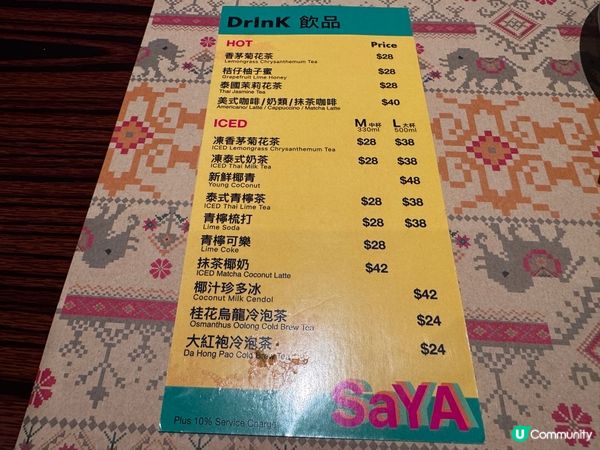 DrInK 飲品
HOT Price
香茅菊花茶 $28
Lemongrass Chrysanthemum Tea
桔仔柚子蜜 $28
Grapefruit Lime Honey
泰國茉莉花茶 $28
Thai Jasmine Tea
美式咖啡/奶類/抹茶咖啡 $40
Americano/ Latte / Cappuccino / Matcha Latte
ICED M 中杯 L 大杯
330ml 500ml
凍香茅菊花茶 $28 $38
ICED Lemongrass Chrysanthemum Tea
凍泰式奶茶 $28 $38
ICED Thai Milk Tea
新鮮椰青 $48
Young CoConut
泰式青檸茶 $28 $38
ICED Thai Lime Tea
青檸梳打 $28 $38
Lime Soda
青檸可樂 $28
Lime Coke
抹茶椰奶 $42
ICED Matcha Coconut Latte
椰汁珍多冰 $42
Coconut Milk Cendol
桂花烏龍冷泡茶 $24
Osmanthus Oolong Cold Brew Tea
大紅袍冷泡茶 $24
Da Hong Pao Cold Brew Tea
SaYA
Plus 10% Service Charge
U Community